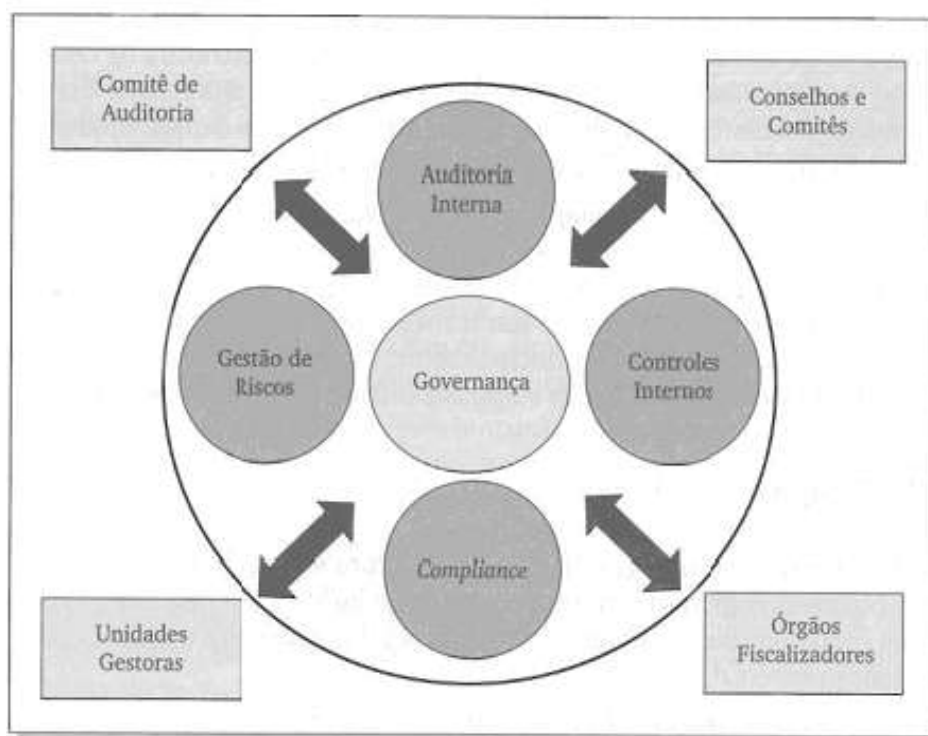 Comitê de
Auditoria
Conselhos e
Comitês
Auditoria
Interna
Gestão de
Riscos
Governança
Controles
Internos
Compliance
Unidades
Gestoras
Órgãos
Fiscalizadores